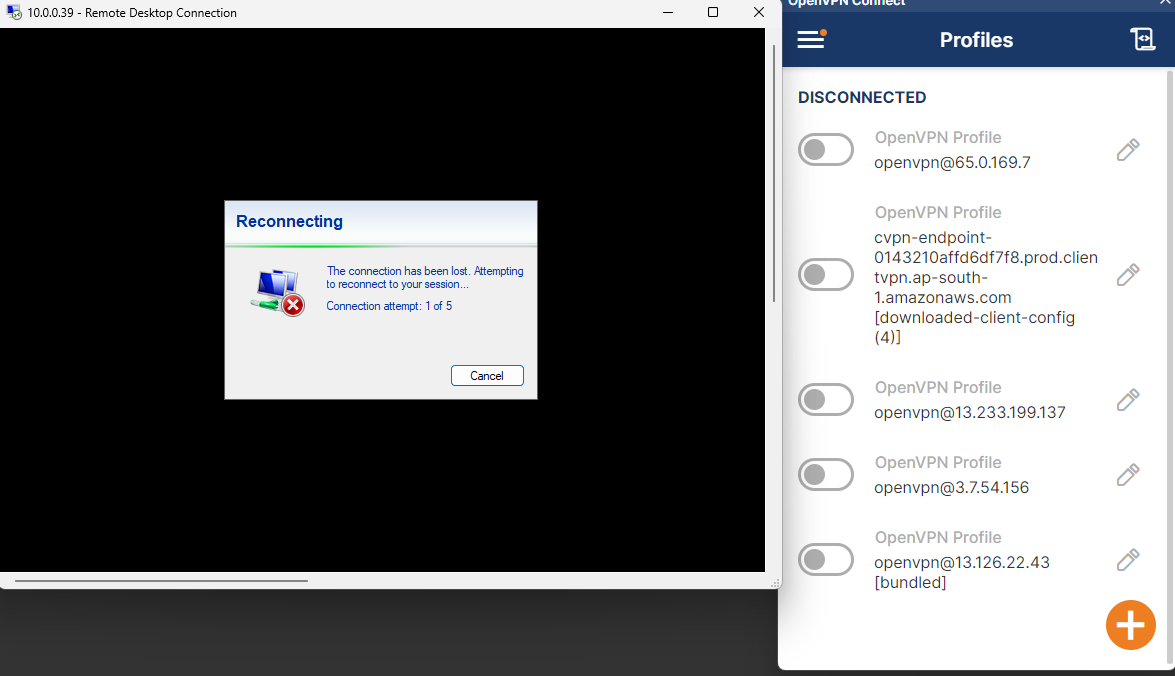 10.0.0.39 - Remote Desktop Connection
Reconnecting
The connection has been lost. Attempting
to reconnect to your session...
Connection attempt: 1 of 5
Cancel
OpenVPN Connect
Profiles
DISCONNECTED
OpenVPN Profile
openvpn@65.0.169.7
OpenVPN Profile
cvpn-endpoint-
0143210affd6df7f8.prod.clien
tvpn.ap-south-
1.amazonaws.com
[downloaded-client-config
(4)]
OpenVPN Profile
openvpn@13.233.199.137
OpenVPN Profile
openvpn@3.7.54.156
OpenVPN Profile
openvpn@13.126.22.43
[bundled]